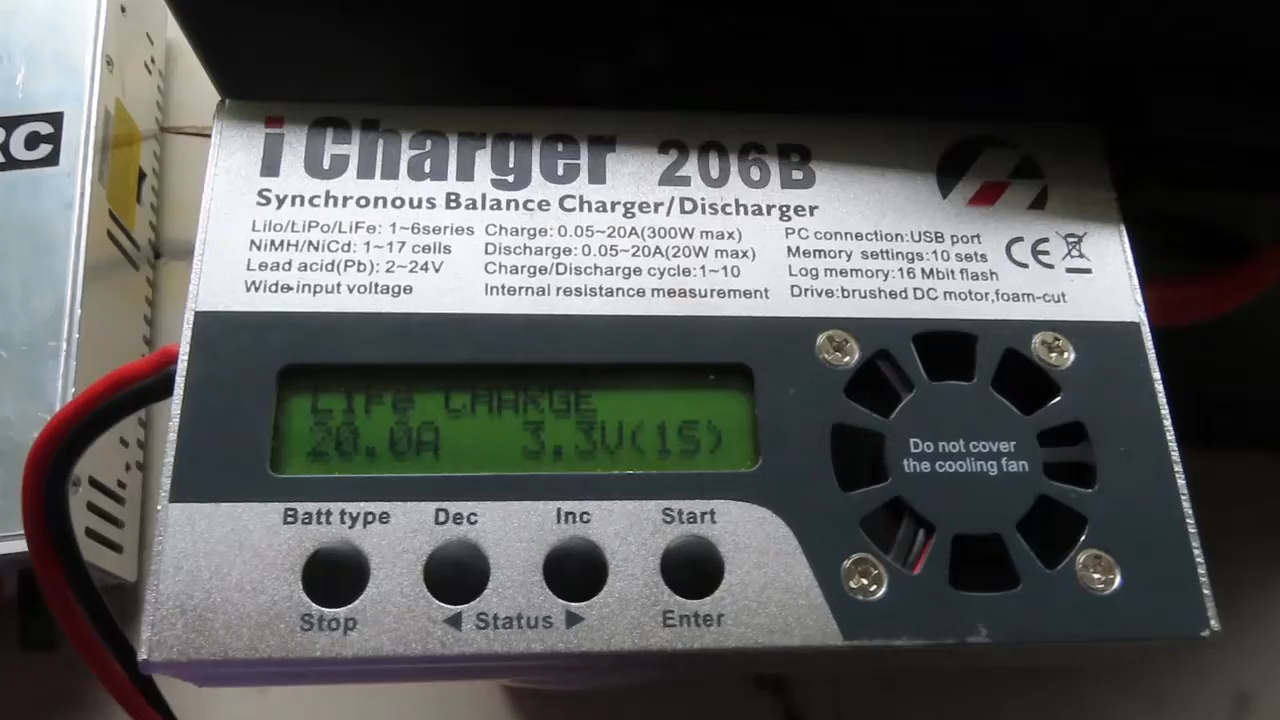 RC
iCharger 206B
Synchronous Balance Charger/Discharger
LiIo/LiPo/LiFe: 1~6series
NiMH/NiCd: 1~17 cells
Lead acid(Pb): 2~24V
Wide-input voltage
Charge: 0.05~20A(300W max)
Discharge: 0.05~20A(20W max)
Charge/Discharge cycle:1~10
Internal resistance measurement
PC connection:USB port
Memory settings:10 sets
Log memory:16 Mbit flash
Drive:brushed DC motor,foam-cut
CE
LiFe CHARGE
20.0A 3.3V(1S)
Do not cover
the cooling fan
Batt type Dec Inc Start
Stop ◀ Status ▶ Enter